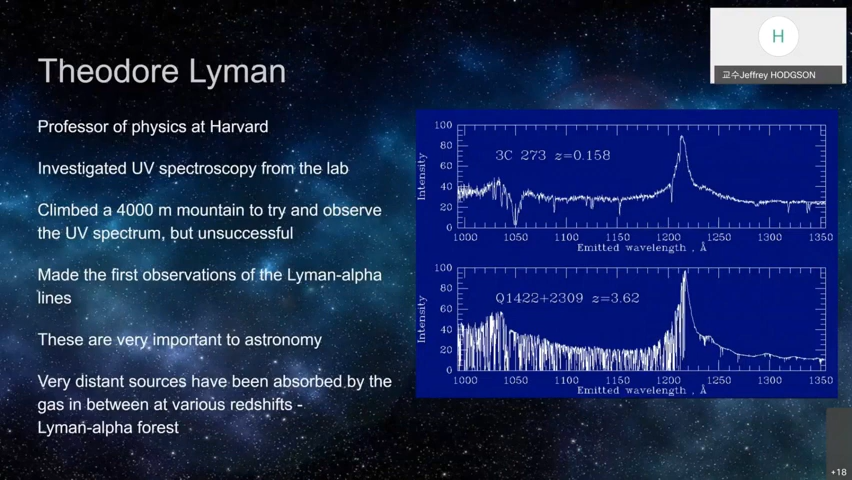 Theodore Lyman
H
교수Jeffrey HODGSON
Professor of physics at Harvard
Investigated UV spectroscopy from the lab
Climbed a 4000 m mountain to try and observe
the UV spectrum, but unsuccessful
Made the first observations of the Lyman-alpha
lines
These are very important to astronomy
Very distant sources have been absorbed by the
gas in between at various redshifts -
Lyman-alpha forest
100
80
60
40
20
0
Intensity
3C 273 z=0.158
1000 1050 1100 1150 1200 1250 1300 1350
Emitted wavelength , Å
100
80
60
40
20
0
Intensity
Q1422+2309 z=3.62
1000 1050 1100 1150 1200 1250 1300 1350
Emitted wavelength , Å
+18